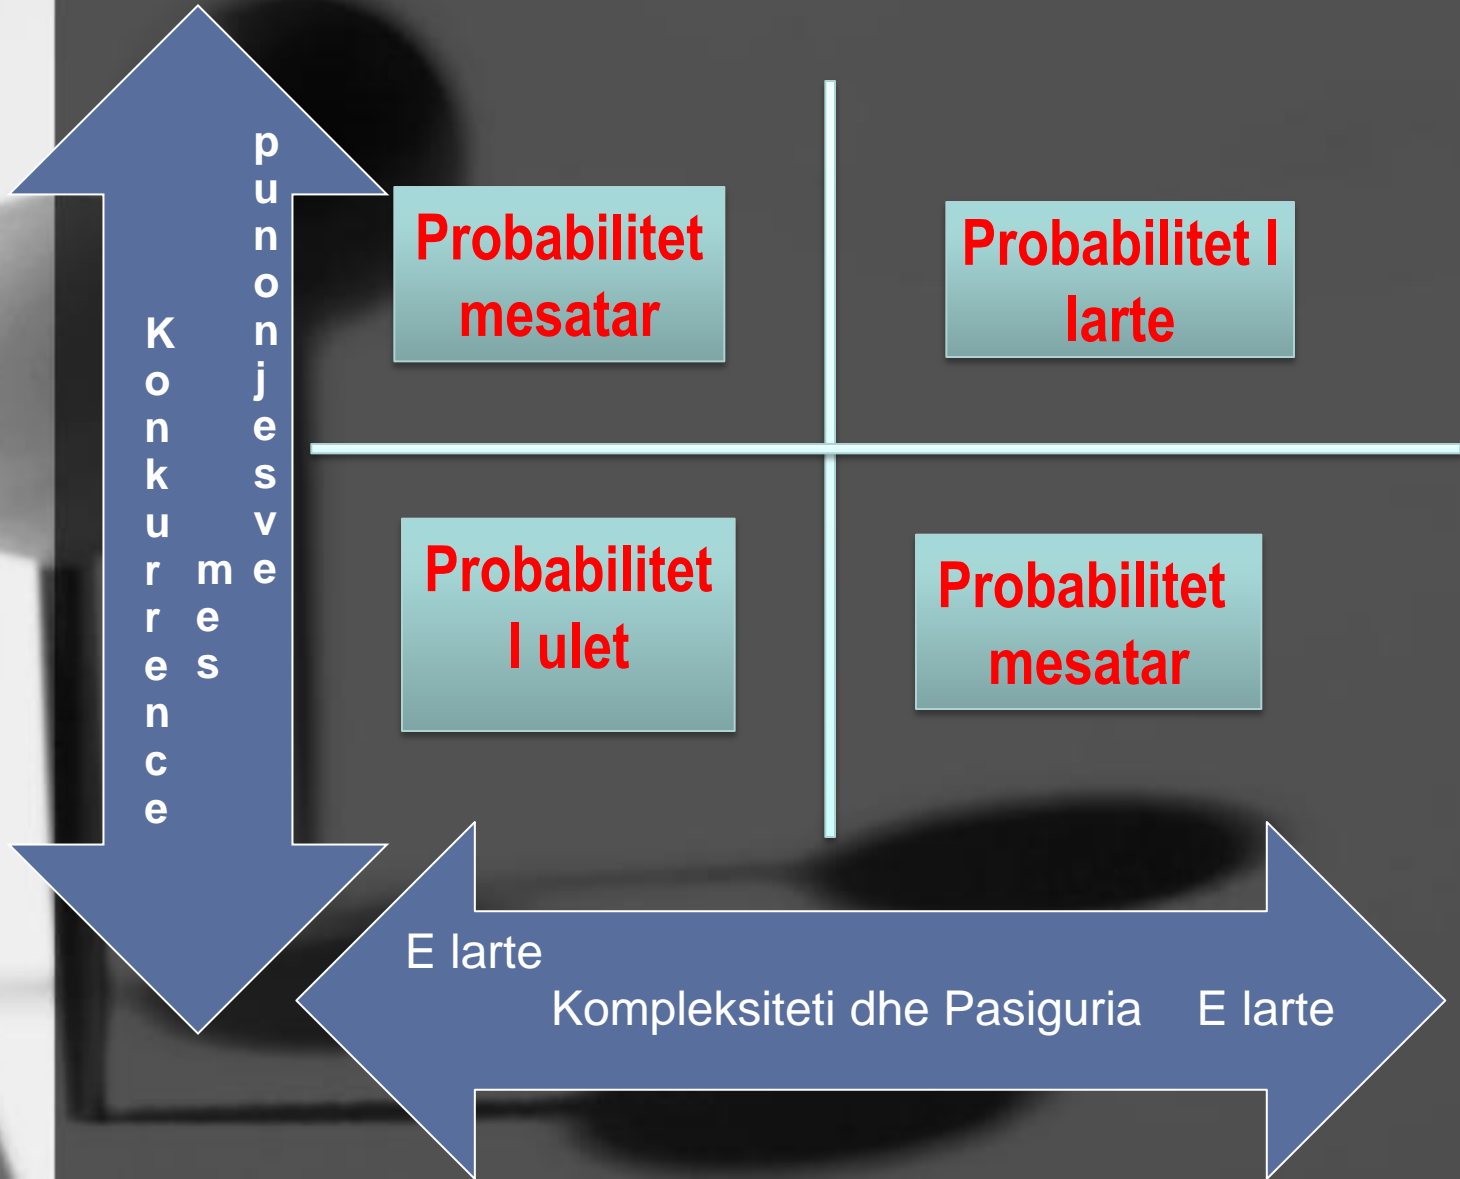 Konkurrence
mes
punonjesve
Probabilitet
mesatar
Probabilitet I
larte
Probabilitet
I ulet
Probabilitet
mesatar
E larte
Kompleksiteti dhe Pasiguria E larte